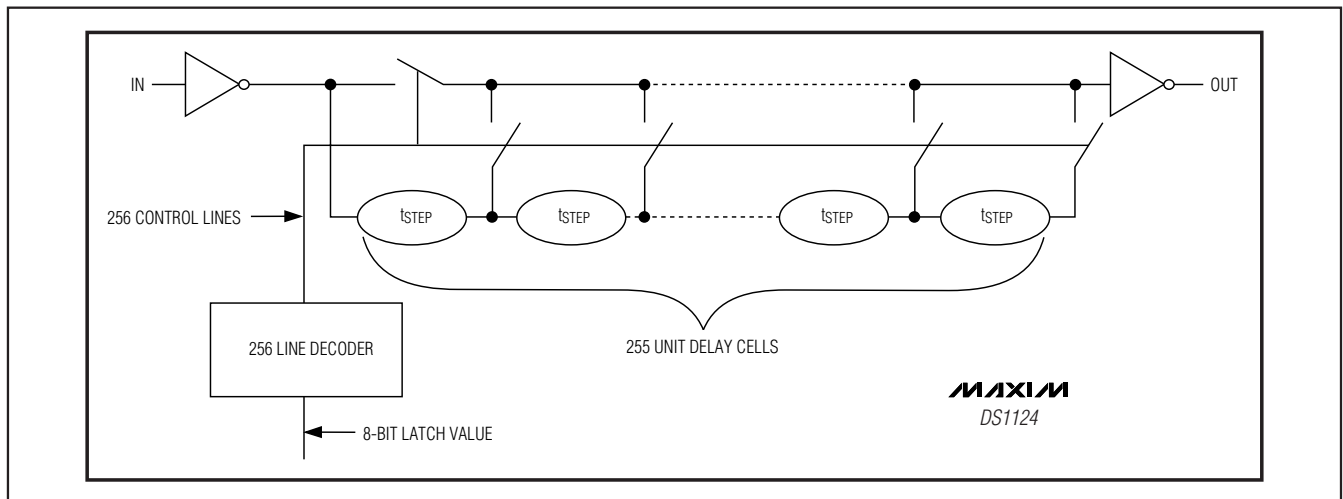 IN
OUT
256 CONTROL LINES
tSTEP
tSTEP
tSTEP
tSTEP
256 LINE DECODER
255 UNIT DELAY CELLS
MAXIM
DS1124
8-BIT LATCH VALUE